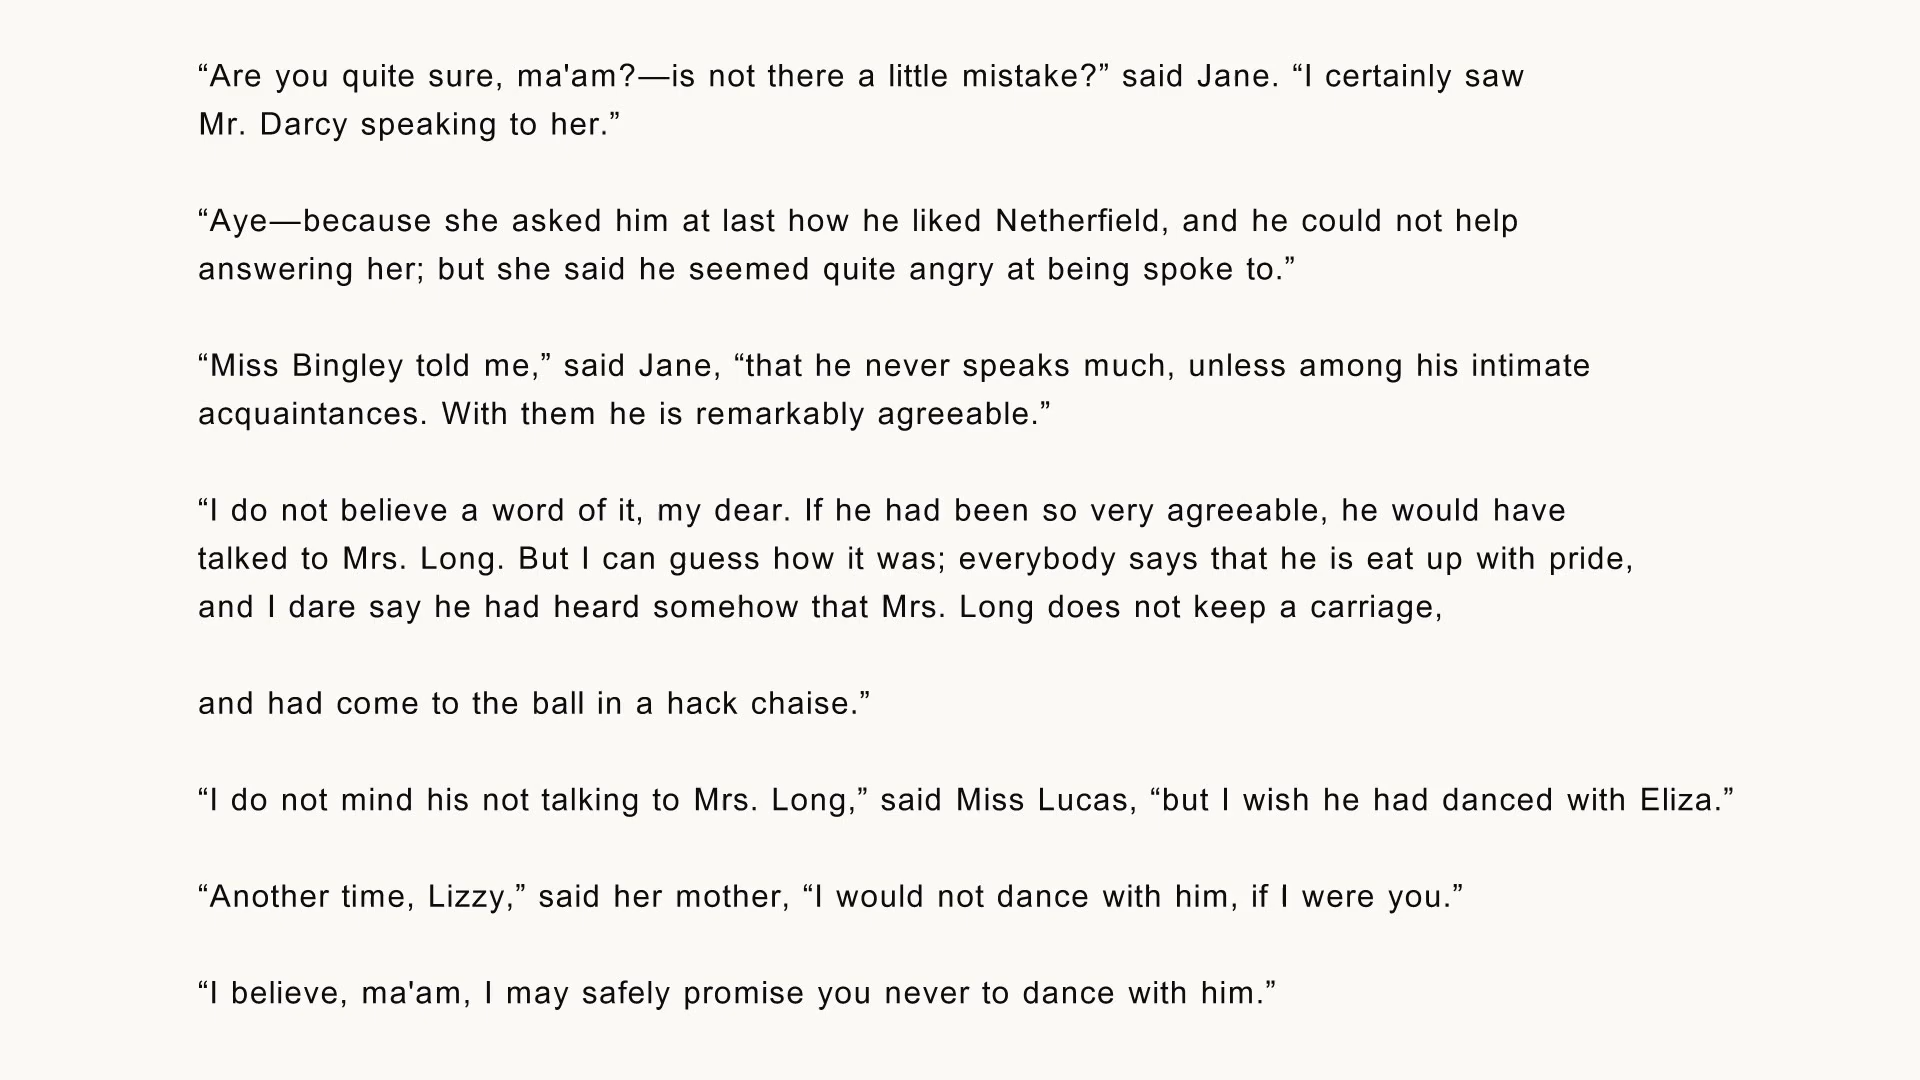 “Are you quite sure, ma'am?—is not there a little mistake?” said Jane. “I certainly saw
Mr. Darcy speaking to her.”
“Aye—because she asked him at last how he liked Netherfield, and he could not help
answering her; but she said he seemed quite angry at being spoke to.”
“Miss Bingley told me,” said Jane, “that he never speaks much, unless among his intimate
acquaintances. With them he is remarkably agreeable.”
“I do not believe a word of it, my dear. If he had been so very agreeable, he would have
talked to Mrs. Long. But I can guess how it was; everybody says that he is eat up with pride,
and I dare say he had heard somehow that Mrs. Long does not keep a carriage,
and had come to the ball in a hack chaise.”
“I do not mind his not talking to Mrs. Long,” said Miss Lucas, “but I wish he had danced with Eliza.”
“Another time, Lizzy,” said her mother, “I would not dance with him, if I were you.”
“I believe, ma'am, I may safely promise you never to dance with him.”